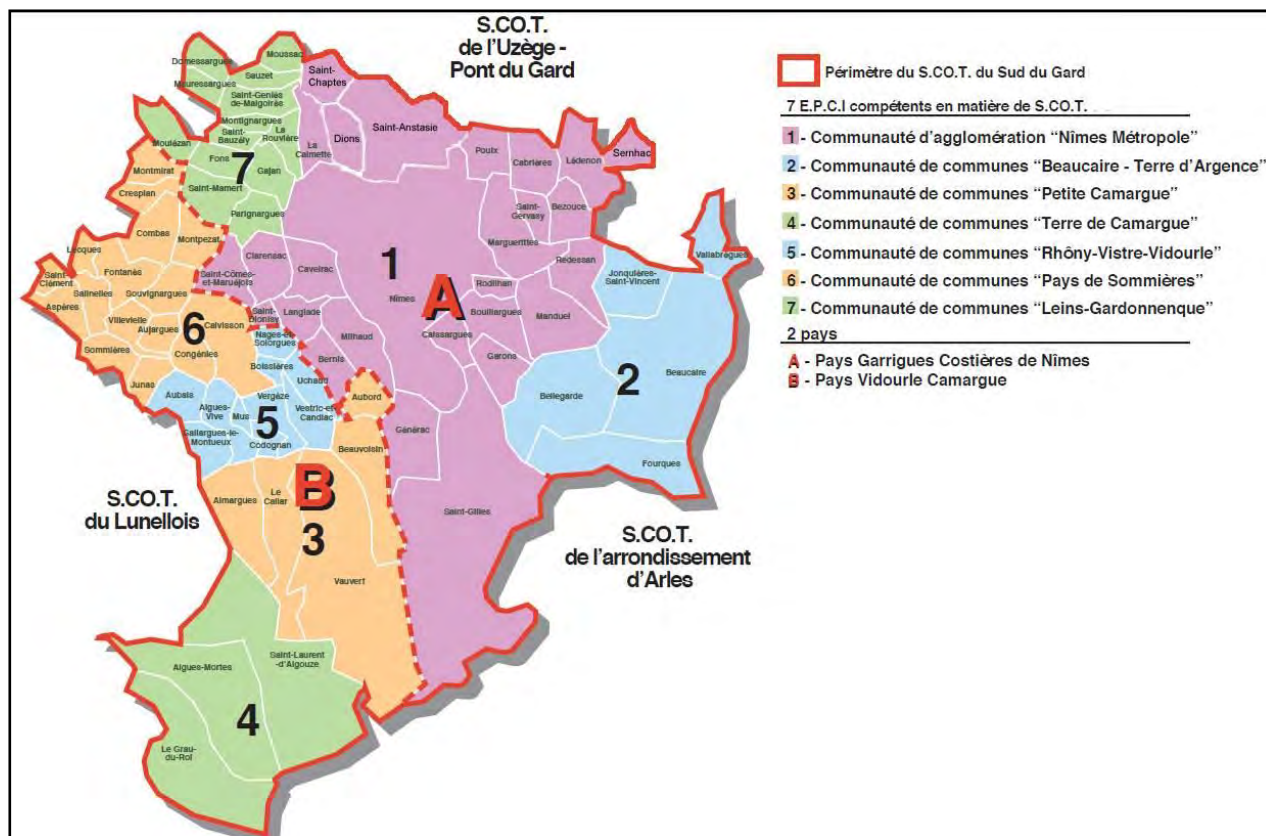 S.CO.T.
de l'Uzège -
Pont du Gard
Domessargues
Moussac
Mauressargues
Sauzet
Saint-
Chaptes
Saint-Geniès
de-Malgoirès
Montignargues
Saint-
Bauzély
La
Rouvière
La
Calmette
Dions
Saint-Anstasie
Moulézan
Fons
7
Gajan
Montmirat
Saint-Mamert
Crespian
Parignargues
Poulx
Cabrières
Lédenon
Sernhac
Saint-
Gervasy
Bezouce
Combas
Montpezat
Marguerittes
Clarensac
Redessan
Lecques
Fontanès
Caveirac
1
A
Saint-Cômes-
et-Maruéjols
Jonquières-
Saint-Vincent
Vallabrègues
Saint-
Clément
Salinelles
Souvignargues
Rodilhan
Nîmes
Aspères
Villevielle
6
Calvisson
Saint-
Dionisy
Langlade
Bouillargues
Manduel
Aujargues
Milhaud
Caissargues
Nages-et-
Solorgues
Sommières
Congénies
Bernis
Garons
2
Beaucaire
Boissières
Uchaud
Junas
Aubais
Vergèze
Aubord
Bellegarde
Aigues-
Vive
Mus
5
Vestric-et-
Candiac
Gallargues-le-
Montueux
Codognan
Générac
Beauvoisin
Fourques
B
Aimargues
Le
Cailar
3
Saint-Gilles
S.CO.T.
du Lunellois
S.CO.T.
de l'arrondissement
d'Arles
Vauvert
Aigues-Mortes
Saint-Laurent
-d'Aigouze
4
Le Grau-
du-Roi
Périmètre du S.CO.T. du Sud du Gard
7 E.P.C.I compétents en matière de S.CO.T.
1 - Communauté d'agglomération "Nîmes Métropole"
2 - Communauté de communes "Beaucaire - Terre d'Argence"
3 - Communauté de communes "Petite Camargue"
4 - Communauté de communes "Terre de Camargue"
5 - Communauté de communes "Rhôny-Vistre-Vidourle"
6 - Communauté de communes "Pays de Sommières"
7 - Communauté de communes "Leins-Gardonnenque"
2 pays
A - Pays Garrigues Costières de Nîmes
B - Pays Vidourle Camargue